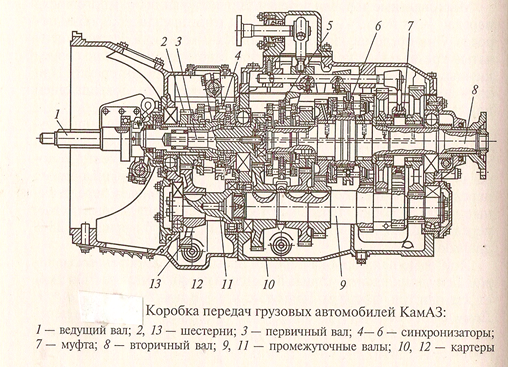 2 3 4 5 6 7
1
8
13 12 11 10 9
Коробка передач грузовых автомобилей КамАЗ:
1 — ведущий вал; 2, 13 — шестерни; 3 — первичный вал; 4—6 — синхронизаторы;
7 — муфта; 8 — вторичный вал; 9, 11 — промежуточные валы; 10, 12 — картеры